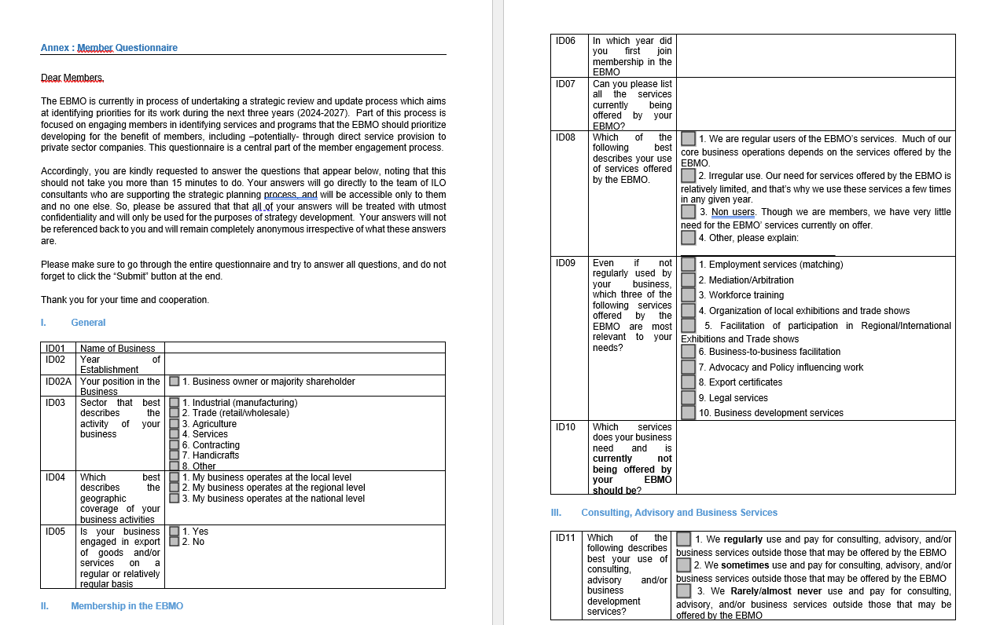 Annex : Member Questionnaire
Dear Members,
The EBMO is currently in process of undertaking a strategic review and update process which aims
at identifying priorities for its work during the next three years (2024-2027). Part of this process is
focused on engaging members in identifying services and programs that the EBMO should prioritize
developing for the benefit of members, including –potentially- through direct service provision to
private sector companies. This questionnaire is a central part of the member engagement process.
Accordingly, you are kindly requested to answer the questions that appear below, noting that this
should not take you more than 15 minutes to do. Your answers will go directly to the team of ILO
consultants who are supporting the strategic planning process, and will be accessible only to them
and no one else. So, please be assured that that all of your answers will be treated with utmost
confidentiality and will only be used for the purposes of strategy development. Your answers will not
be referenced back to you and will remain completely anonymous irrespective of what these answers
are.
Please make sure to go through the entire questionnaire and try to answer all questions, and do not
forget to click the “Submit” button at the end.
Thank you for your time and cooperation.
I. General
ID01 Name of Business
ID02 Year of
Establishment
ID02A Your position in the
Business
1. Business owner or majority shareholder
ID03 Sector that best
describes the
activity of your
business
1. Industrial (manufacturing)
2. Trade (retail/wholesale)
3. Agriculture
4. Services
6. Contracting
7. Handicrafts
8. Other
ID04 Which best
describes the
geographic
coverage of your
business activities
1. My business operates at the local level
2. My business operates at the regional level
3. My business operates at the national level
ID05 Is your business
engaged in export
of goods and/or
services on a
regular or relatively
regular basis
1. Yes
2. No
II. Membership in the EBMO
ID06 In which year did
you first join
membership in the
EBMO
ID07 Can you please list
all the services
currently being
offered by your
EBMO?
ID08 Which of the
following best
describes your use
of services offered
by the EBMO.
1. We are regular users of the EBMO’s services. Much of our
core business operations depends on the services offered by the
EBMO.
2. Irregular use. Our need for services offered by the EBMO is
relatively limited, and that’s why we use these services a few times
in any given year.
3. Non users. Though we are members, we have very little
need for the EBMO’ services currently on offer.
4. Other, please explain:
ID09 Even if not
regularly used by
your business,
which three of the
following services
offered by the
EBMO are most
relevant to your
needs?
1. Employment services (matching)
2. Mediation/Arbitration
3. Workforce training
4. Organization of local exhibitions and trade shows
5. Facilitation of participation in Regional/International
Exhibitions and Trade shows
6. Business-to-business facilitation
7. Advocacy and Policy influencing work
8. Export certificates
9. Legal services
10. Business development services
ID10 Which services
does your business
need and is
currently not
being offered by
your EBMO
should be?
III. Consulting, Advisory and Business Services
ID11 Which of the
following describes
best your use of
consulting,
advisory and/or
business
development
services?
1. We regularly use and pay for consulting, advisory, and/or
business services outside those that may be offered by the EBMO
2. We sometimes use and pay for consulting, advisory, and/or
business services outside those that may be offered by the EBMO
3. We Rarely/almost never use and pay for consulting,
advisory, and/or business services outside those that may be
offered by the EBMO